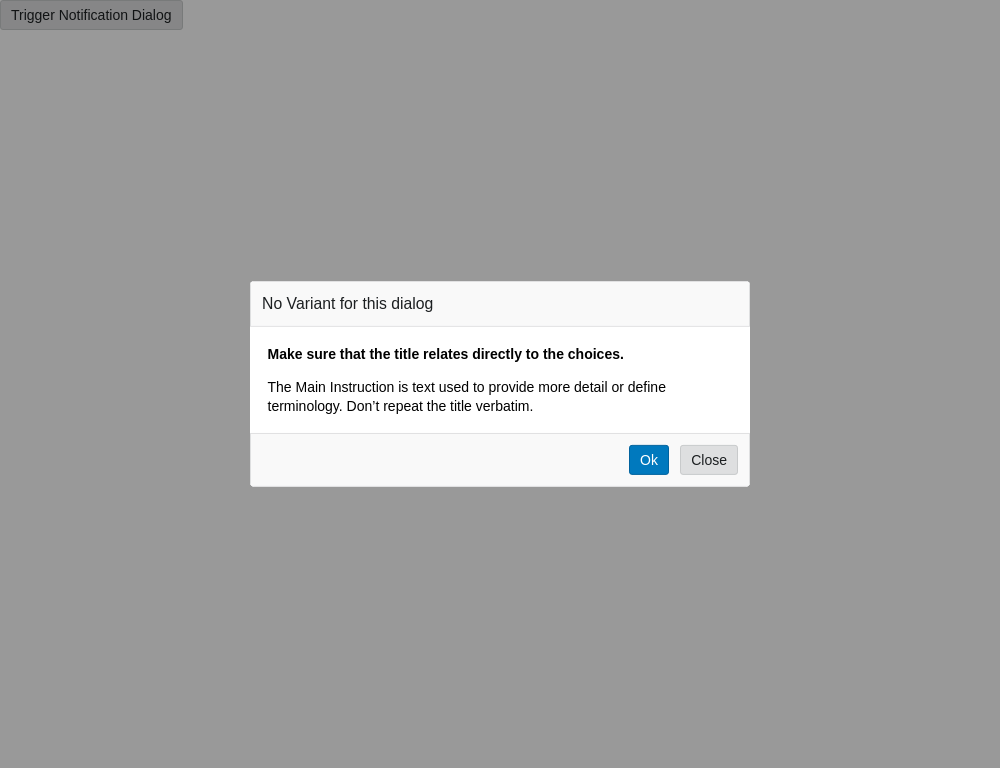 Trigger Notification Dialog
No Variant for this dialog
Make sure that the title relates directly to the choices.
The Main Instruction is text used to provide more detail or define
terminology. Don’t repeat the title verbatim.
Ok Close